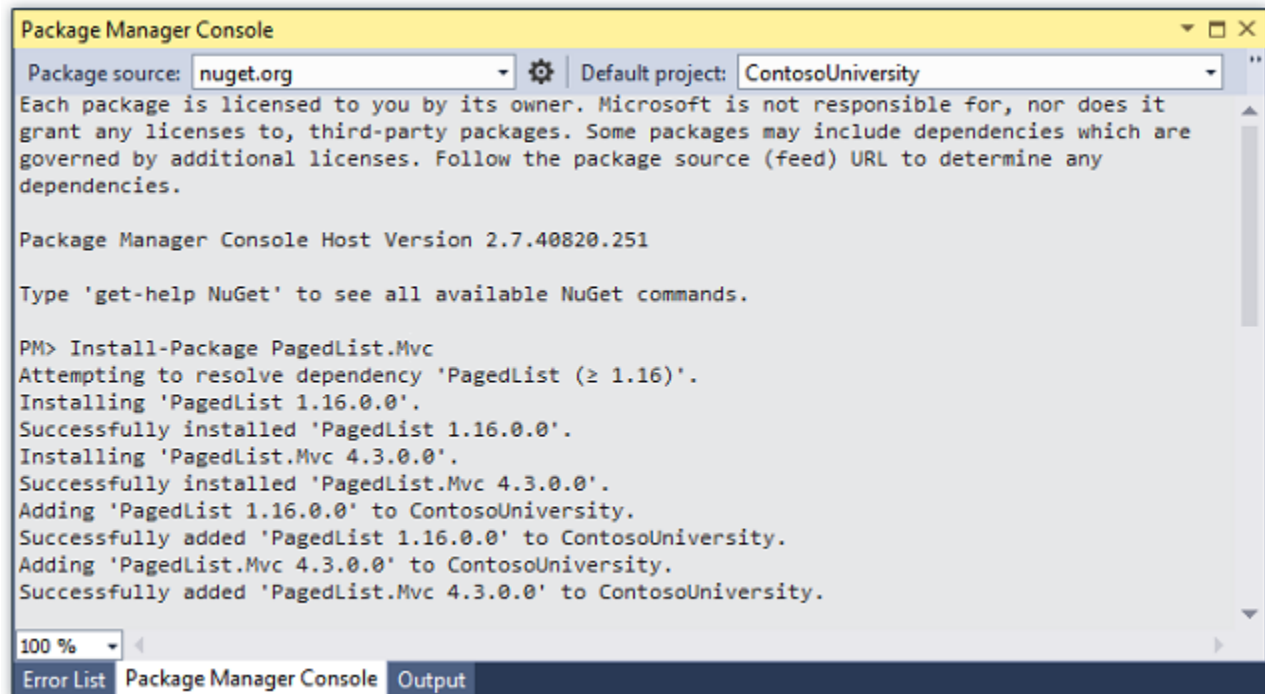 Package Manager Console
Package source: nuget.org Default project: ContosoUniversity
Each package is licensed to you by its owner. Microsoft is not responsible for, nor does it
grant any licenses to, third-party packages. Some packages may include dependencies which are
governed by additional licenses. Follow the package source (feed) URL to determine any
dependencies.
Package Manager Console Host Version 2.7.40820.251
Type 'get-help NuGet' to see all available NuGet commands.
PM> Install-Package PagedList.Mvc
Attempting to resolve dependency 'PagedList (≥ 1.16)'.
Installing 'PagedList 1.16.0.0'.
Successfully installed 'PagedList 1.16.0.0'.
Installing 'PagedList.Mvc 4.3.0.0'.
Successfully installed 'PagedList.Mvc 4.3.0.0'.
Adding 'PagedList 1.16.0.0' to ContosoUniversity.
Successfully added 'PagedList 1.16.0.0' to ContosoUniversity.
Adding 'PagedList.Mvc 4.3.0.0' to ContosoUniversity.
Successfully added 'PagedList.Mvc 4.3.0.0' to ContosoUniversity.
100 %
Error List Package Manager Console Output